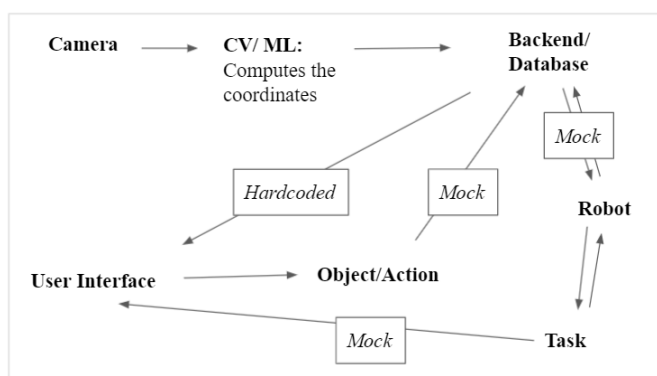 Camera
CV/ ML:
Computes the
coordinates
Backend/
Database
Mock
Hardcoded
Mock
Robot
User Interface
Object/Action
Mock
Task